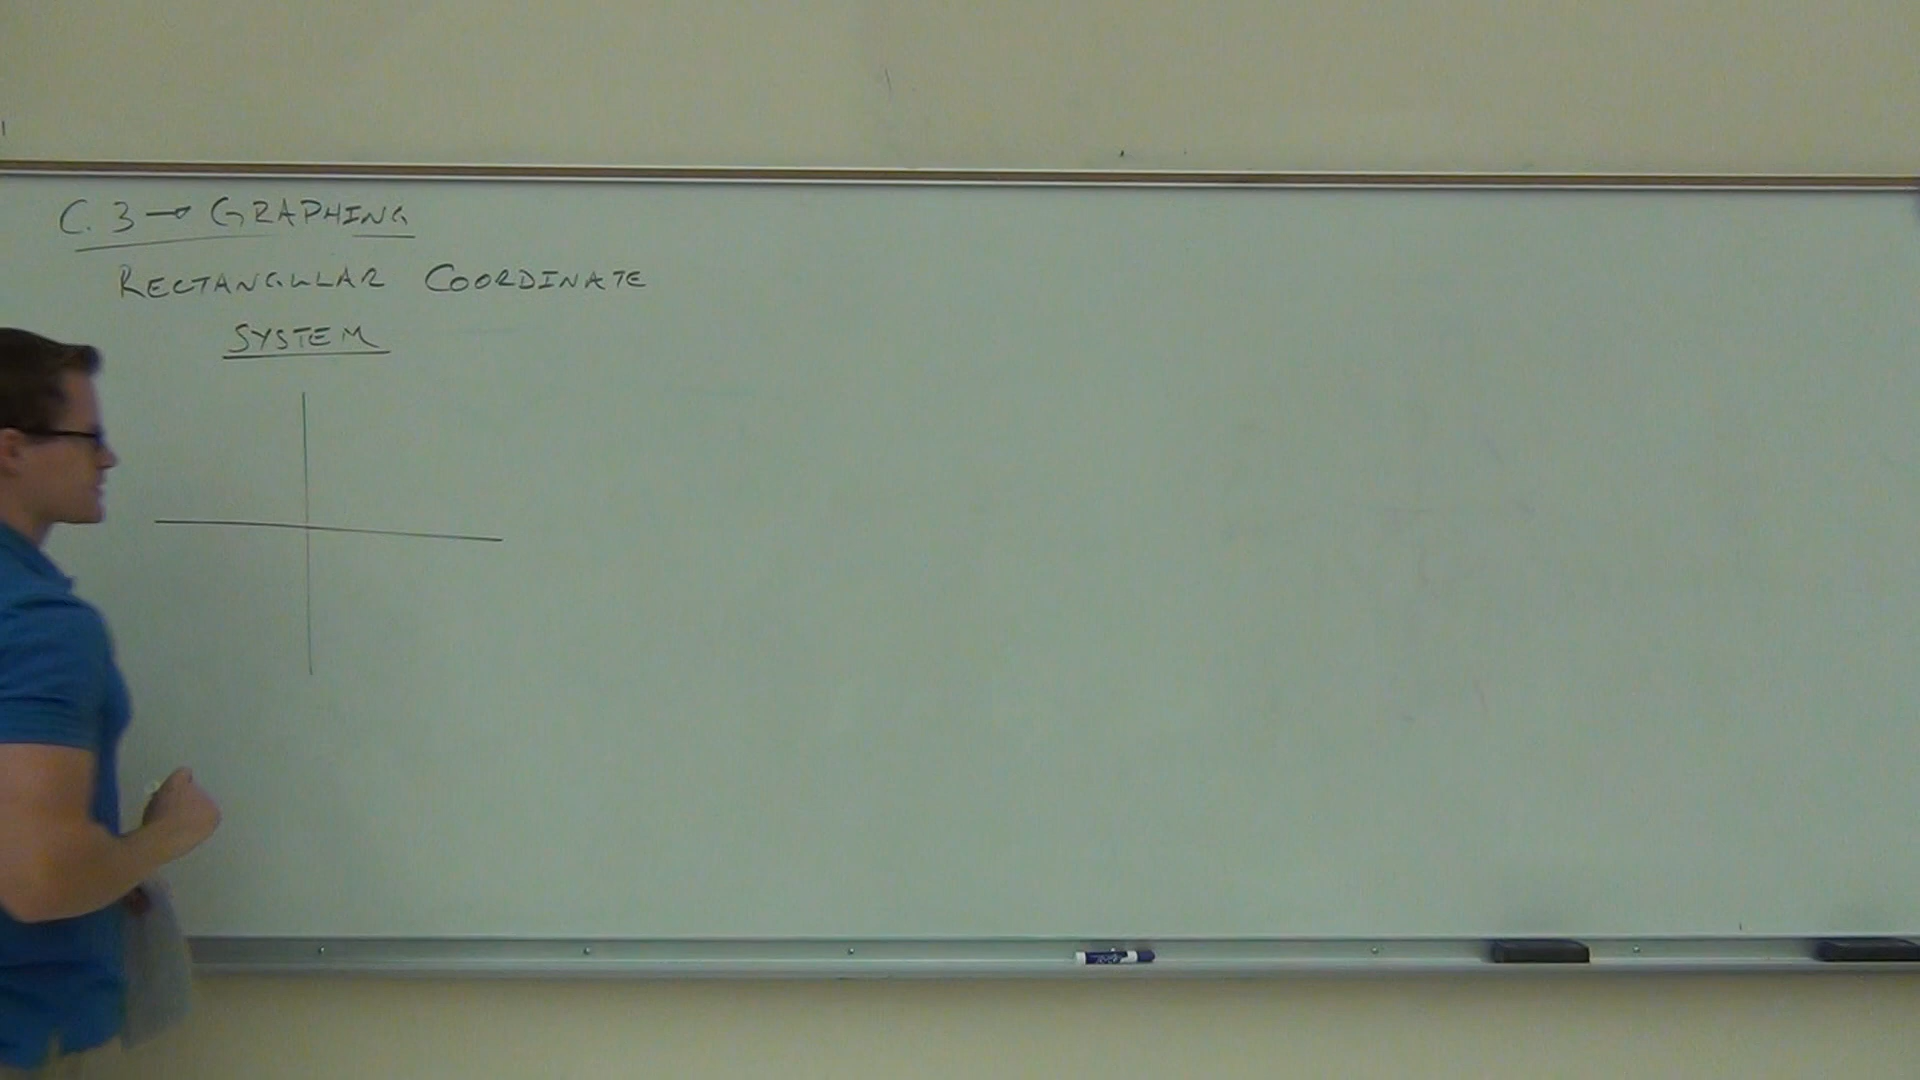 C.3 → GRAPHING
RECTANGULAR COORDINATE
SYSTEM